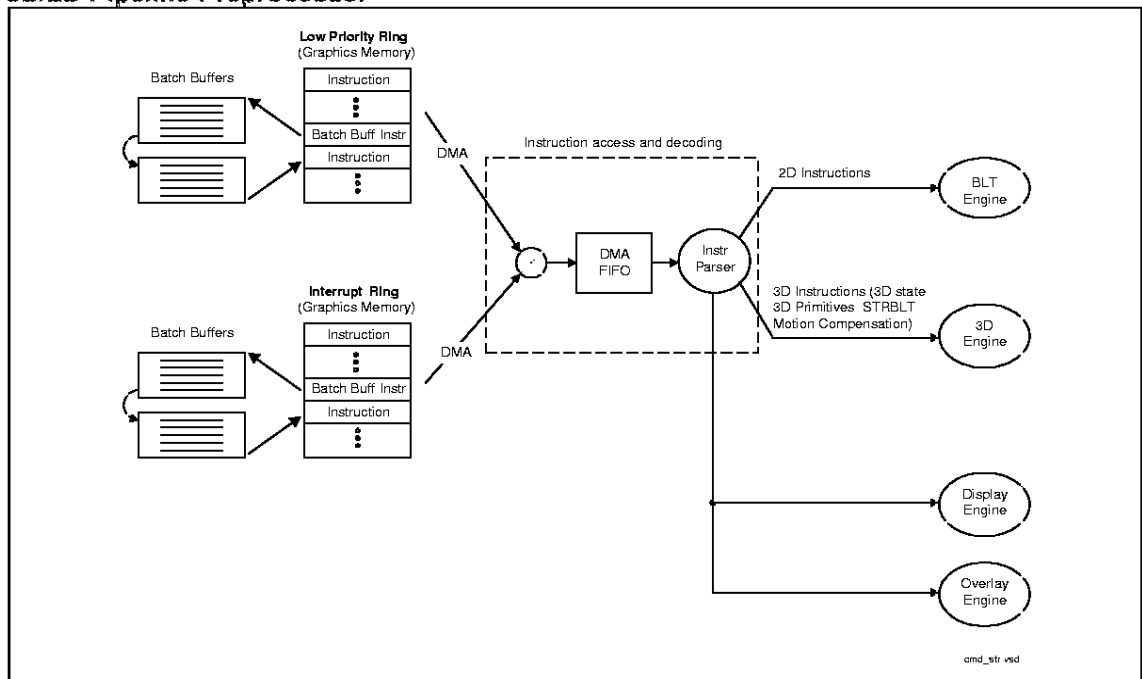 Low Priority Ring
(Graphics Memory)
Batch Buffers
Instruction
Batch Buff Instr
Instruction
DMA
Instruction access and decoding
2D Instructions
BLT
Engine
DMA
FIFO
Instr
Parser
3D Instructions (3D state
3D Primitives STRBLT
Motion Compensation)
3D
Engine
Interrupt Ring
(Graphics Memory)
Batch Buffers
Instruction
Batch Buff Instr
Instruction
DMA
Display
Engine
Overlay
Engine
cmd_str vsd